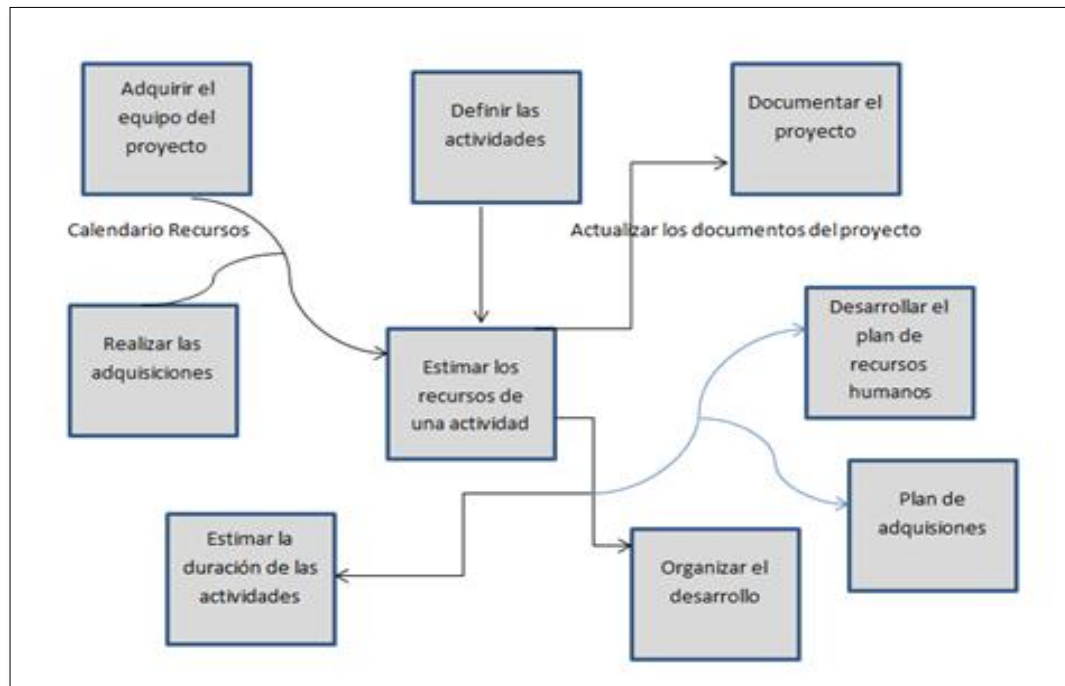 Adquirir el
equipo del
proyecto
Definir las
actividades
Documentar el
proyecto
Calendario Recursos
Actualizar los documentos del proyecto
Realizar las
adquisiciones
Estimar los
recursos de
una actividad
Desarrollar el
plan de
recursos
humanos
Plan de
adquisiones
Estimar la
duración de las
actividades
Organizar el
desarrollo